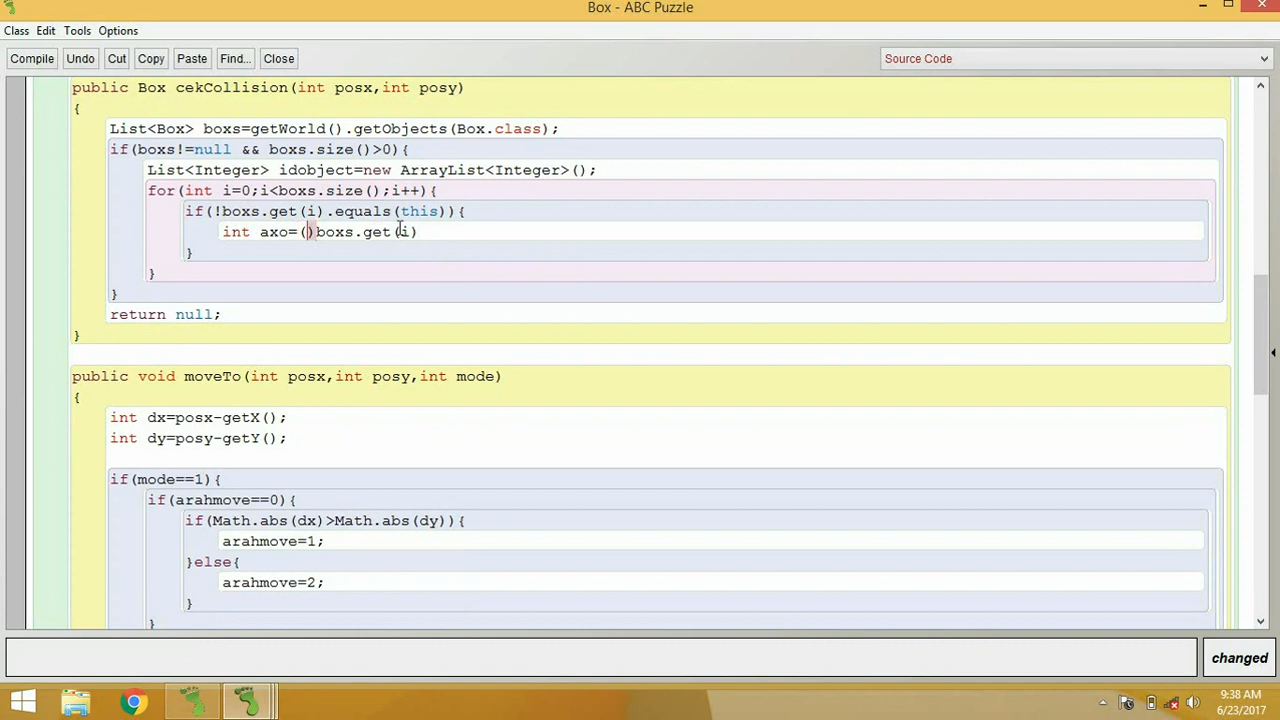 Box - ABC Puzzle
Class Edit Tools Options
Compile Undo Cut Copy Paste Find... Close Source Code
public Box cekCollision(int posx,int posy)
{
List<Box> boxs=getWorld().getObjects(Box.class);
if(boxs!=null && boxs.size()>0){
List<Integer> idobject=new ArrayList<Integer>();
for(int i=0;i<boxs.size();i++){
if(!boxs.get(i).equals(this)){
int axo=()boxs.get(i)
}
}
}
return null;
}
public void moveTo(int posx,int posy,int mode)
{
int dx=posx-getX();
int dy=posy-getY();
if(mode==1){
if(arahmove==0){
if(Math.abs(dx)>Math.abs(dy)){
arahmove=1;
}else{
arahmove=2;
}
}
changed
9:38 AM
6/23/2017